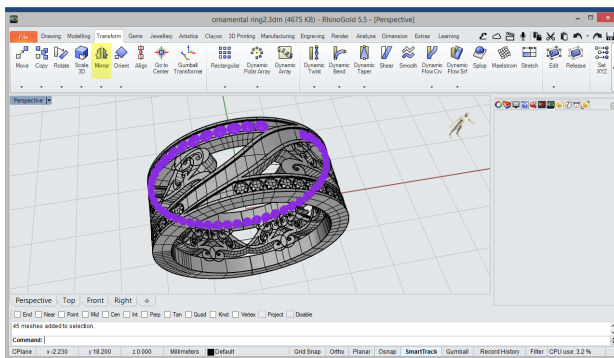 ornamental ring2.3dm (4675 KB) - RhinoGold 5.5 - [Perspective]
File Drawing Modelling Transform Gems Jewellery Artistics Clayoo 3D Printing Manufacturing Engraving Render Analyze Dimension Extras Learning
Move Copy Rotate Scale 3D Mirror Orient Align Go to Center Gumball Transformer Rectangular Dynamic Polar Array Dynamic Array Dynamic Twist Dynamic Bend Dynamic Taper Shear Smooth Dynamic Flow Crv Dynamic Flow Srf Splop Maelstrom Stretch Edit Release Set XYZ
Perspective
Perspective Top Front Right
End Near Point Mid Cen Int Perp Tan Quad Knot Vertex Project Disable
45 meshes added to selection.
Command:
CPlane x -2.230 y 18.200 z 0.000 Millimeters Default Grid Snap Ortho Planar Osnap SmartTrack Gumball Record History Filter CPU use: 3.2 %